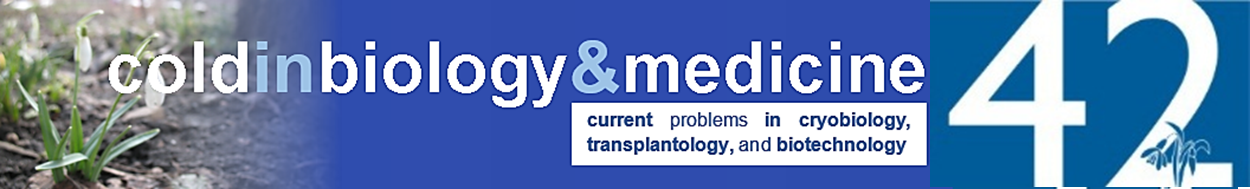 coldinbiology&medicine
current problems in cryobiology,
transplantology, and biotechnology
42